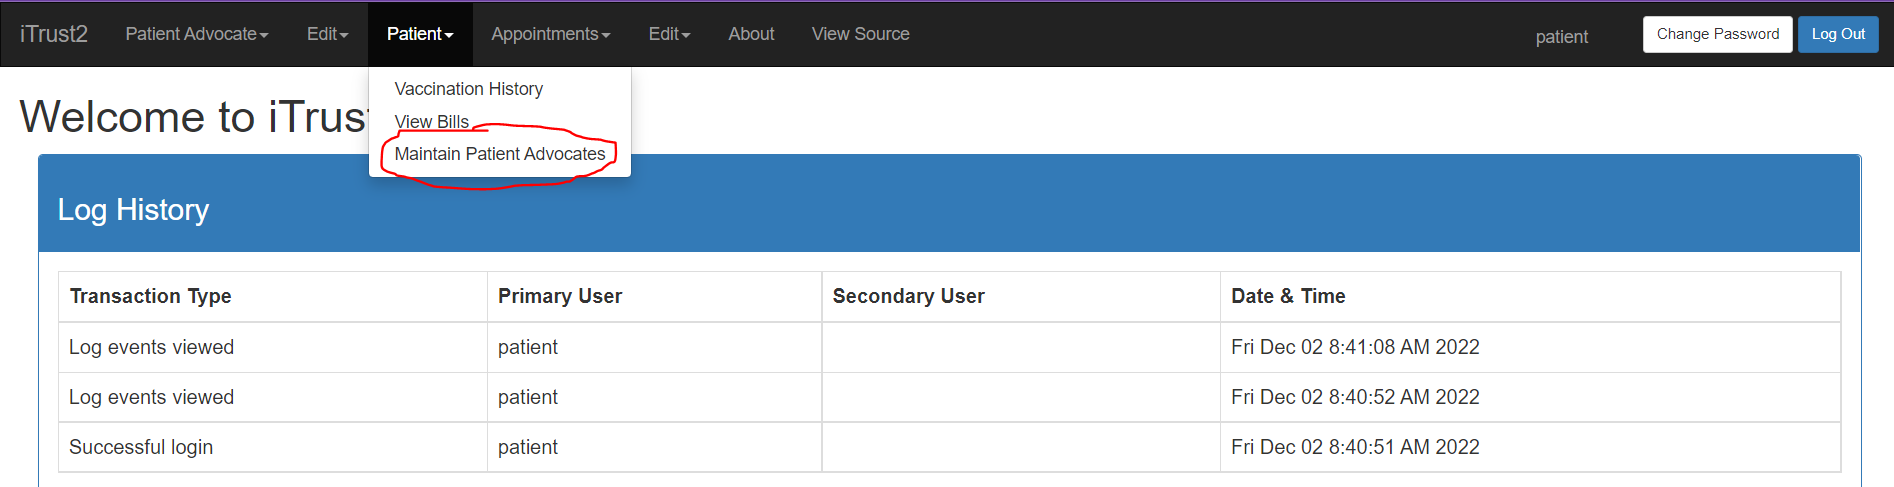 iTrust2 Patient Advocate Edit Patient Appointments Edit About View Source patient Change Password Log Out
Vaccination History
View Bills
Maintain Patient Advocates
Welcome to iTrust
Log History
Transaction Type Primary User Secondary User Date & Time
Log events viewed patient Fri Dec 02 8:41:08 AM 2022
Log events viewed patient Fri Dec 02 8:40:52 AM 2022
Successful login patient Fri Dec 02 8:40:51 AM 2022